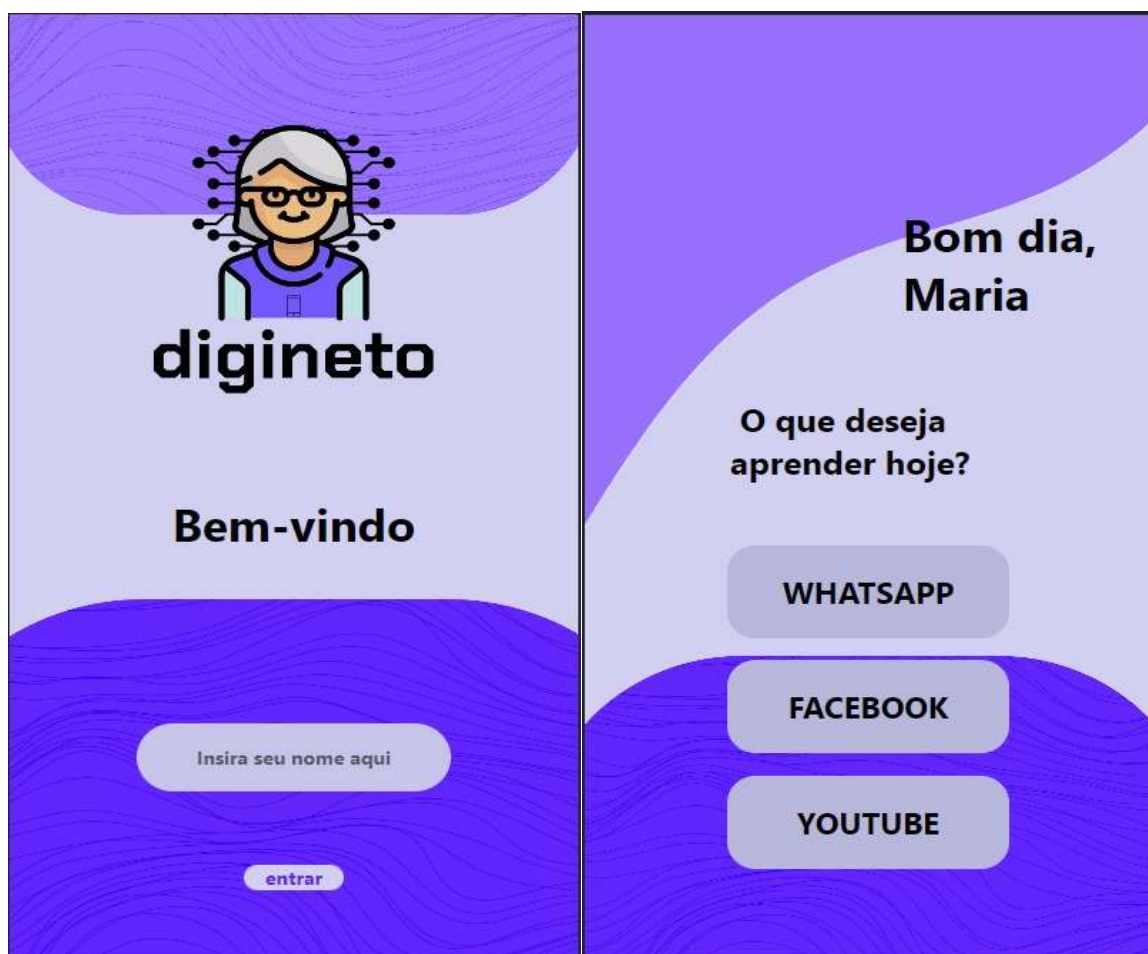 digineto
Bem-vindo
Insira seu nome aqui
entrar
Bom dia,
Maria
O que deseja
aprender hoje?
WHATSAPP
FACEBOOK
YOUTUBE